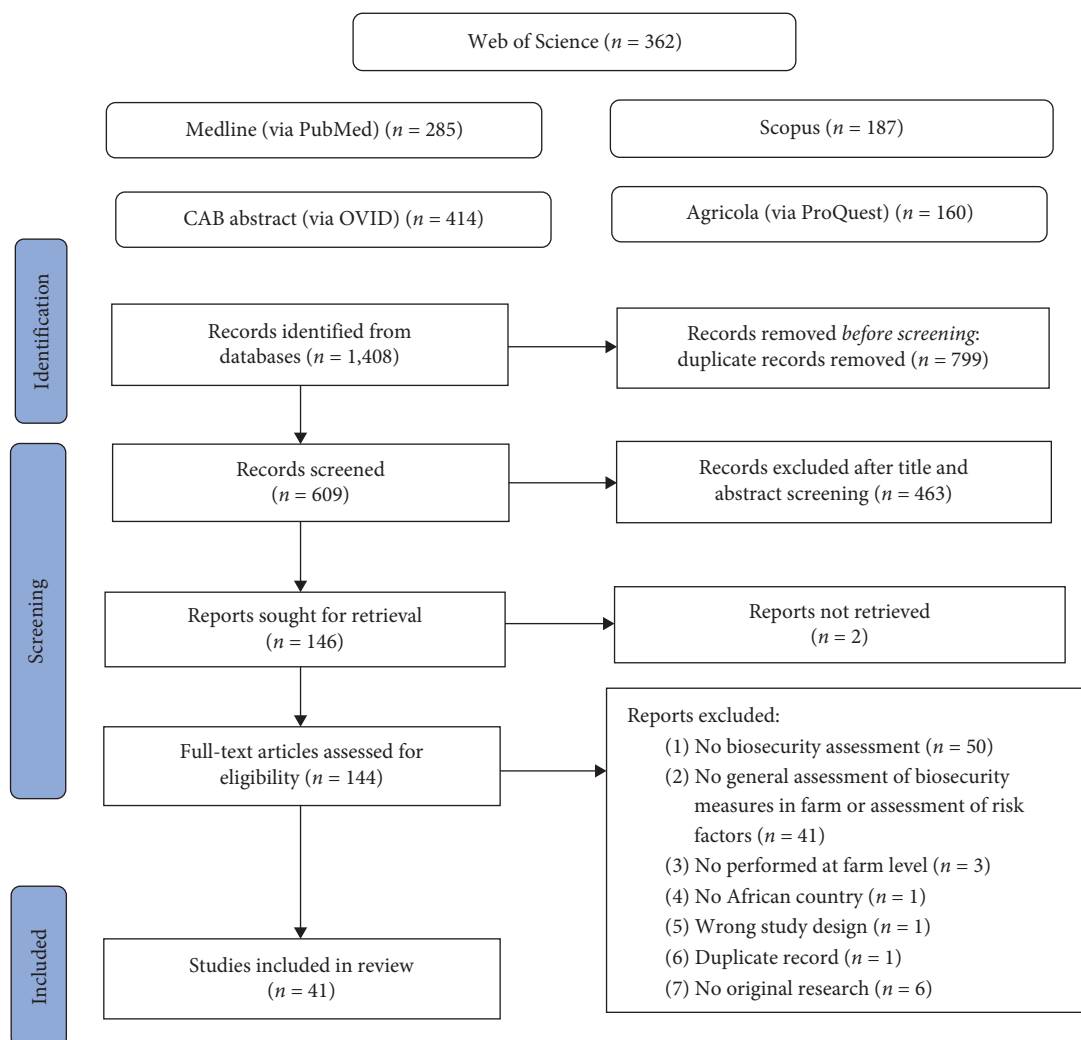 Web of Science (n = 362)
Medline (via PubMed) (n = 285)
Scopus (n = 187)
CAB abstract (via OVID) (n = 414)
Agricola (via ProQuest) (n = 160)
Identification
Records identified from
databases (n = 1,408)
Records removed before screening:
duplicate records removed (n = 799)
Screening
Records screened
(n = 609)
Records excluded after title and
abstract screening (n = 463)
Reports sought for retrieval
(n = 146)
Reports not retrieved
(n = 2)
Full-text articles assessed for
eligibility (n = 144)
Reports excluded:
(1) No biosecurity assessment (n = 50)
(2) No general assessment of biosecurity
measures in farm or assessment of risk
factors (n = 41)
(3) No performed at farm level (n = 3)
(4) No African country (n = 1)
(5) Wrong study design (n = 1)
(6) Duplicate record (n = 1)
(7) No original research (n = 6)
Included
Studies included in review
(n = 41)